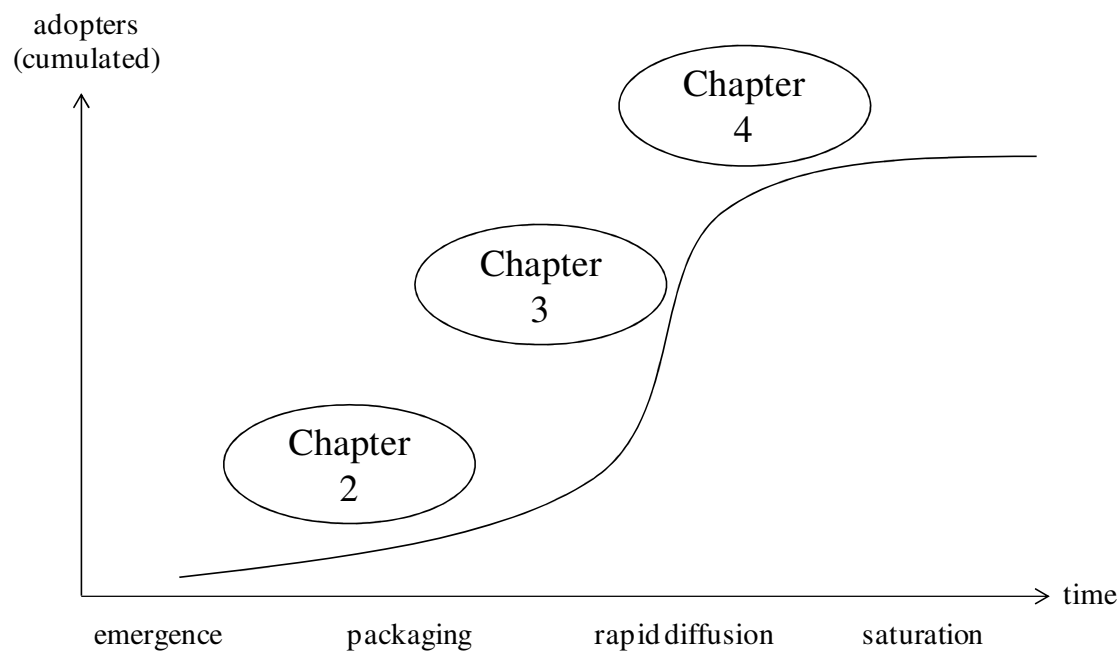 adopters
(cumulated)
Chapter
4
Chapter
3
Chapter
2
time
emergence packaging rapid diffusion saturation